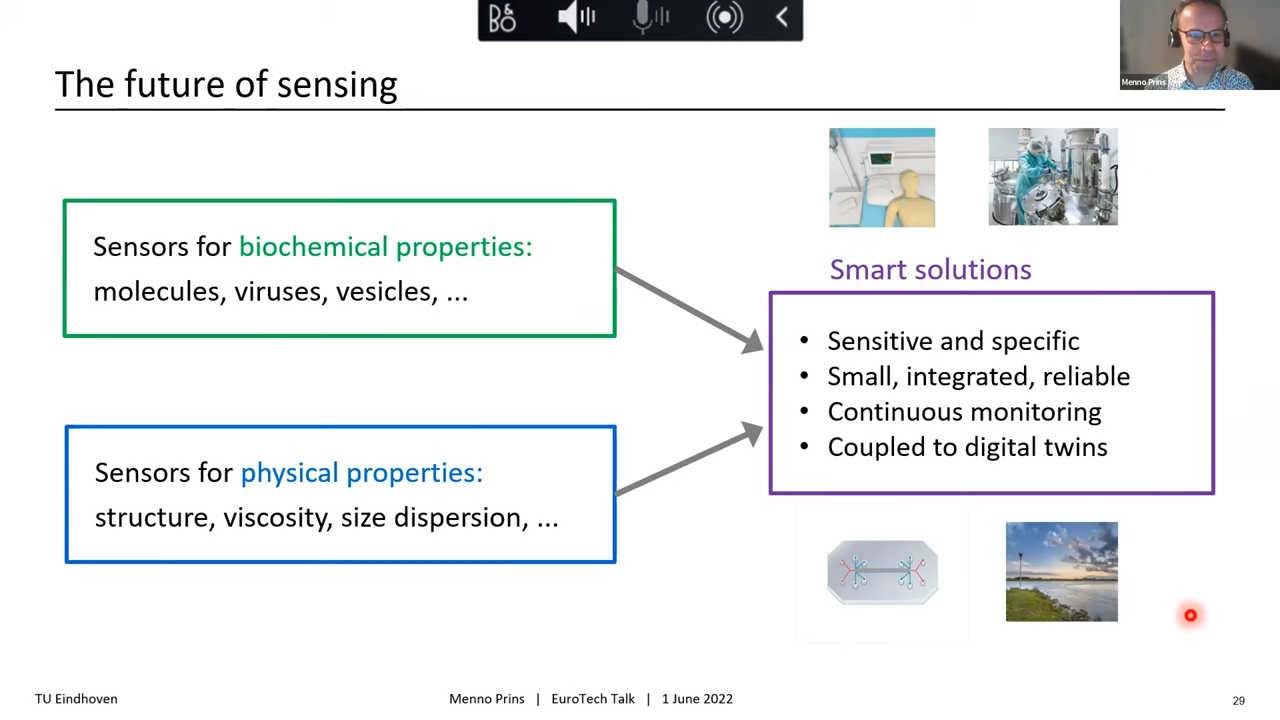 B&O
Menno Prins
The future of sensing
Sensors for biochemical properties:
molecules, viruses, vesicles, ...
Smart solutions
• Sensitive and specific
• Small, integrated, reliable
• Continuous monitoring
• Coupled to digital twins
Sensors for physical properties:
structure, viscosity, size dispersion, ...
TU Eindhoven
Menno Prins | EuroTech Talk | 1 June 2022
29